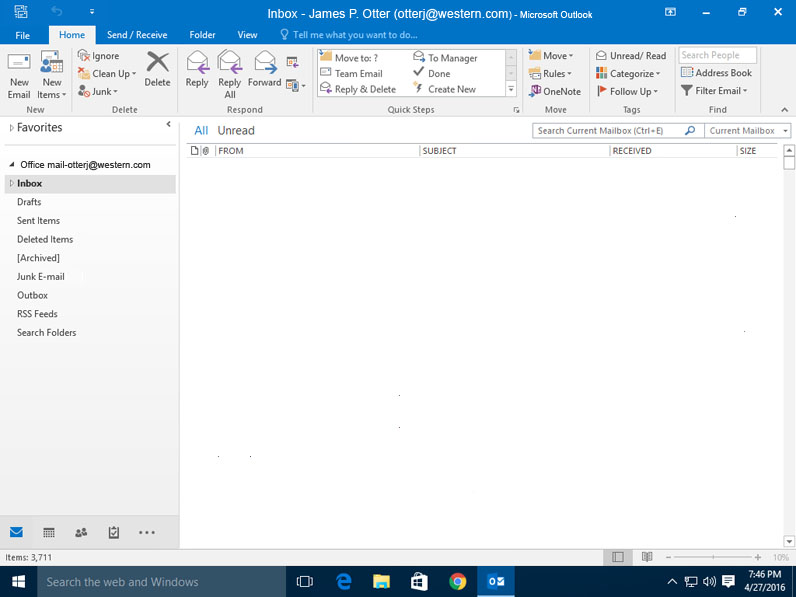 Inbox - James P. Otter (otterj@western.com) - Microsoft Outlook
File Home Send / Receive Folder View Tell me what you want to do...
New Email
New Items
Ignore
Clean Up
Junk
Delete
Reply
Reply All
Forward
Move to: ?
Team Email
Reply & Delete
To Manager
Done
Create New
Move
Rules
OneNote
Unread/ Read
Categorize
Follow Up
Search People
Address Book
Filter Email
New Delete Respond Quick Steps Move Tags Find
Favorites
All Unread
Search Current Mailbox (Ctrl+E) Current Mailbox
FROM SUBJECT RECEIVED SIZE
Office mail-otterj@western.com
Inbox
Drafts
Sent Items
Deleted Items
[Archived]
Junk E-mail
Outbox
RSS Feeds
Search Folders
Items: 3,711
10%
Search the web and Windows
7:46 PM
4/27/2016